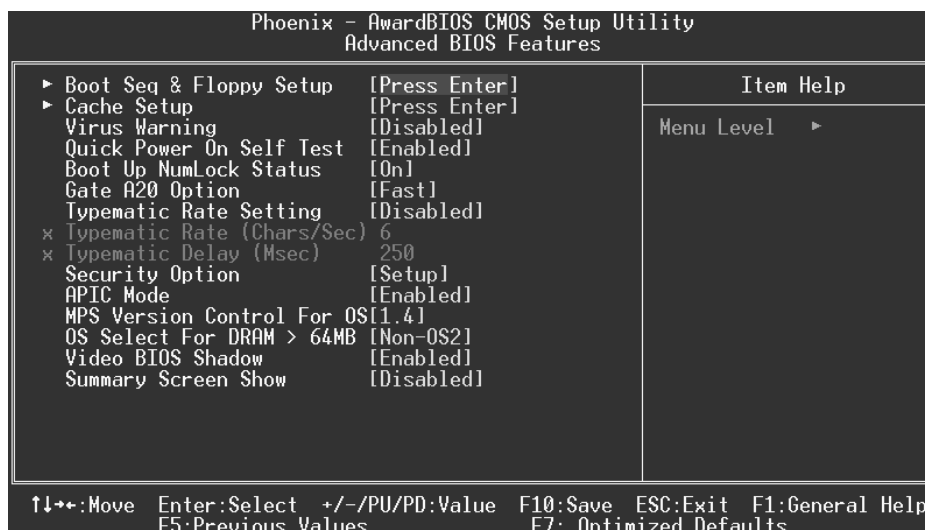 Phoenix - AwardBIOS CMOS Setup Utility
Advanced BIOS Features
► Boot Seq & Floppy Setup [Press Enter]
► Cache Setup [Press Enter]
Virus Warning [Disabled]
Quick Power On Self Test [Enabled]
Boot Up NumLock Status [On]
Gate A20 Option [Fast]
Typematic Rate Setting [Disabled]
x Typematic Rate (Chars/Sec) 6
x Typematic Delay (Msec) 250
Security Option [Setup]
APIC Mode [Enabled]
MPS Version Control For OS[1.4]
OS Select For DRAM > 64MB [Non-OS2]
Video BIOS Shadow [Enabled]
Summary Screen Show [Disabled]
Item Help
Menu Level ►
↑↓→←:Move Enter:Select +/-/PU/PD:Value F10:Save ESC:Exit F1:General Help
F5:Previous Values F7: Optimized Defaults